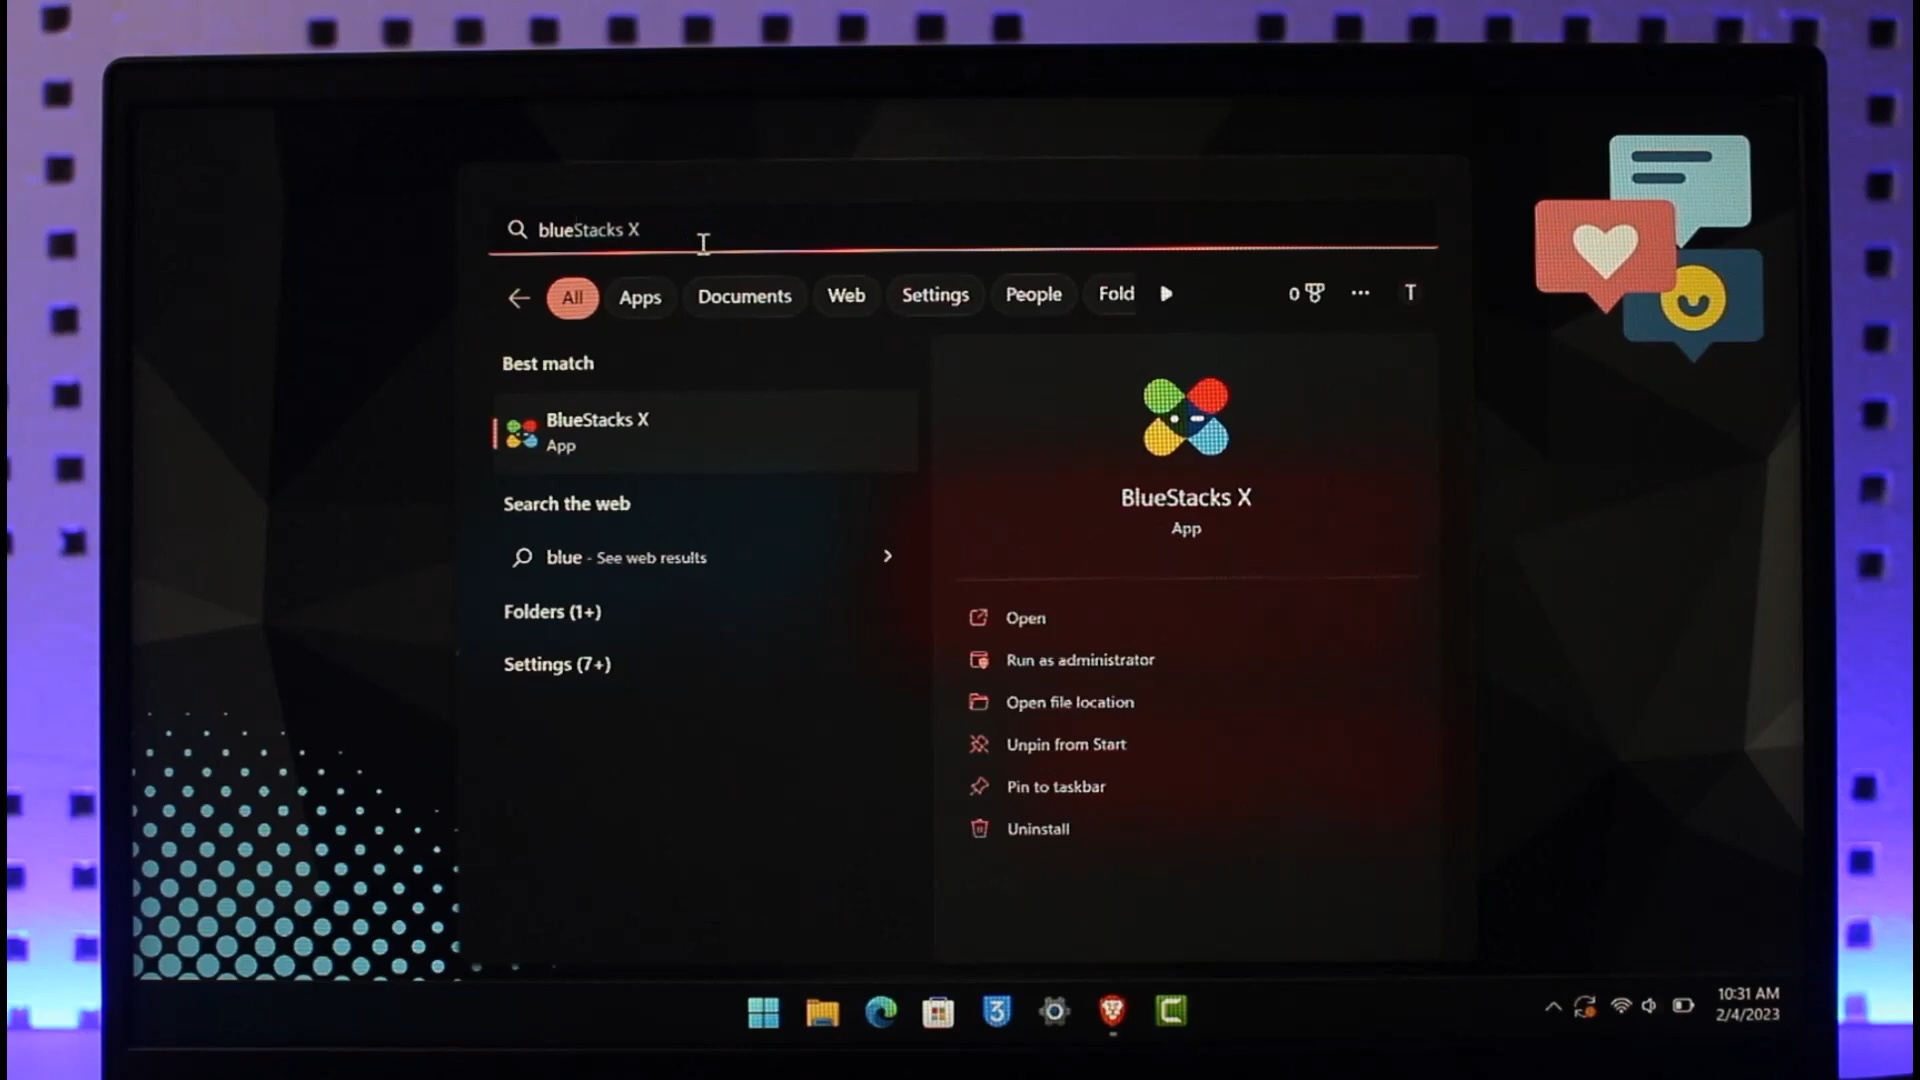 blueStacks X
All Apps Documents Web Settings People Fold 0 T
Best match
BlueStacks X
App
Search the web
blue - See web results
Folders (1+)
Settings (7+)
BlueStacks X
App
Open
Run as administrator
Open file location
Unpin from Start
Pin to taskbar
Uninstall
3
10:31 AM
2/4/2023